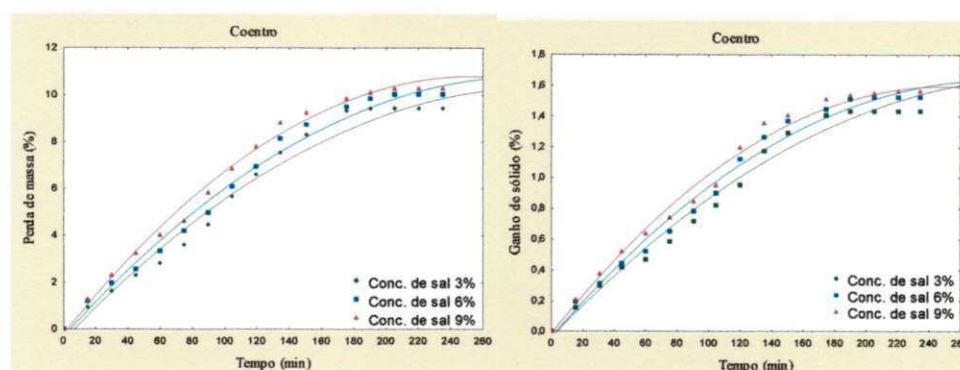 Coentro
12
10
8
6
4
2
0
Perda de massa (%)
Conc. de sal 3%
Conc. de sal 6%
Conc. de sal 9%
0 20 40 60 80 100 120 140 160 180 200 220 240 260
Tempo (min)
Coentro
1,8
1,6
1,4
1,2
1,0
0,8
0,6
0,4
0,2
0,0
Ganho de sólido (%)
Conc. de sal 3%
Conc. de sal 6%
Conc. de sal 9%
0 20 40 60 80 100 120 140 160 180 200 220 240 260
Tempo (min)